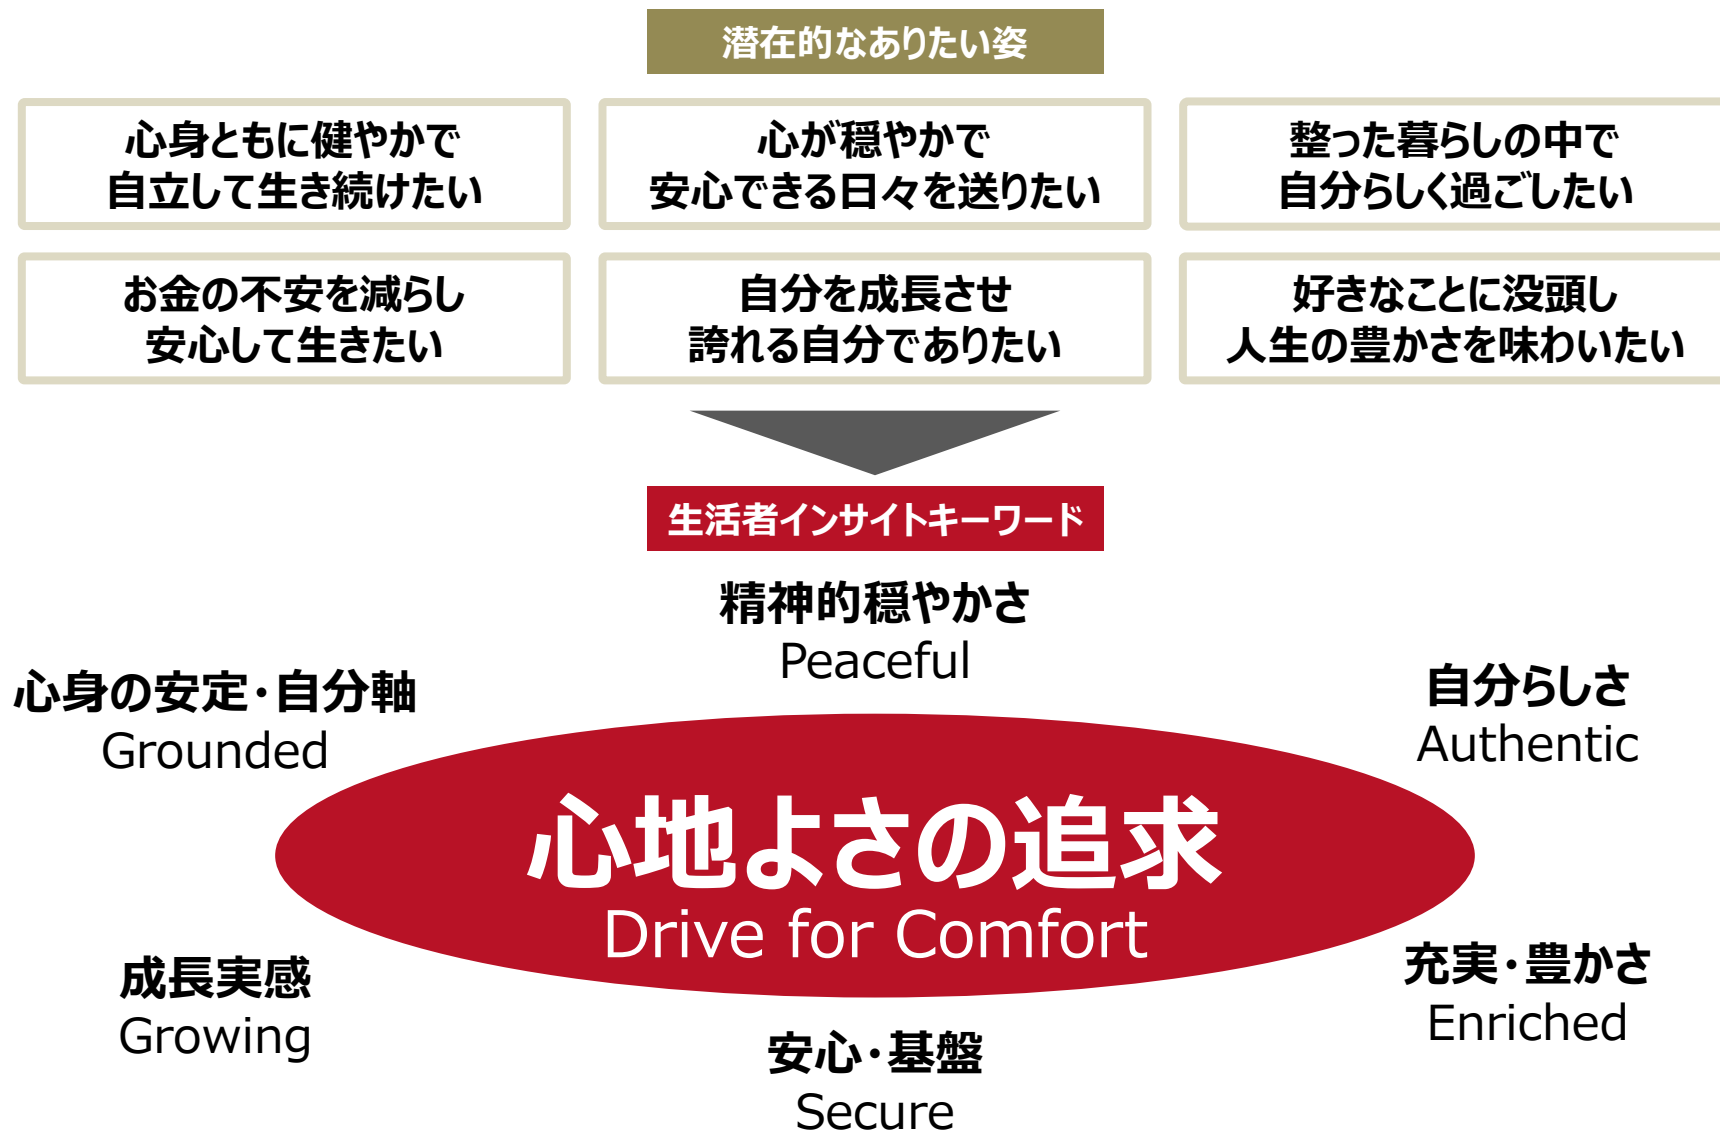 潜在的なありたい姿
心身ともに健やかで
自立して生き続けたい
心が穏やかで
安心できる日々を送りたい
整った暮らしの中で
自分らしく過ごしたい
お金の不安を減らし
安心して生きたい
自分を成長させ
誇れる自分でありたい
好きなことに没頭し
人生の豊かさを味わいたい
生活者インサイトキーワード
精神的穏やかさ
Peaceful
心身の安定・自分軸
Grounded
自分らしさ
Authentic
心地よさの追求
Drive for Comfort
成長実感
Growing
充実・豊かさ
Enriched
安心・基盤
Secure